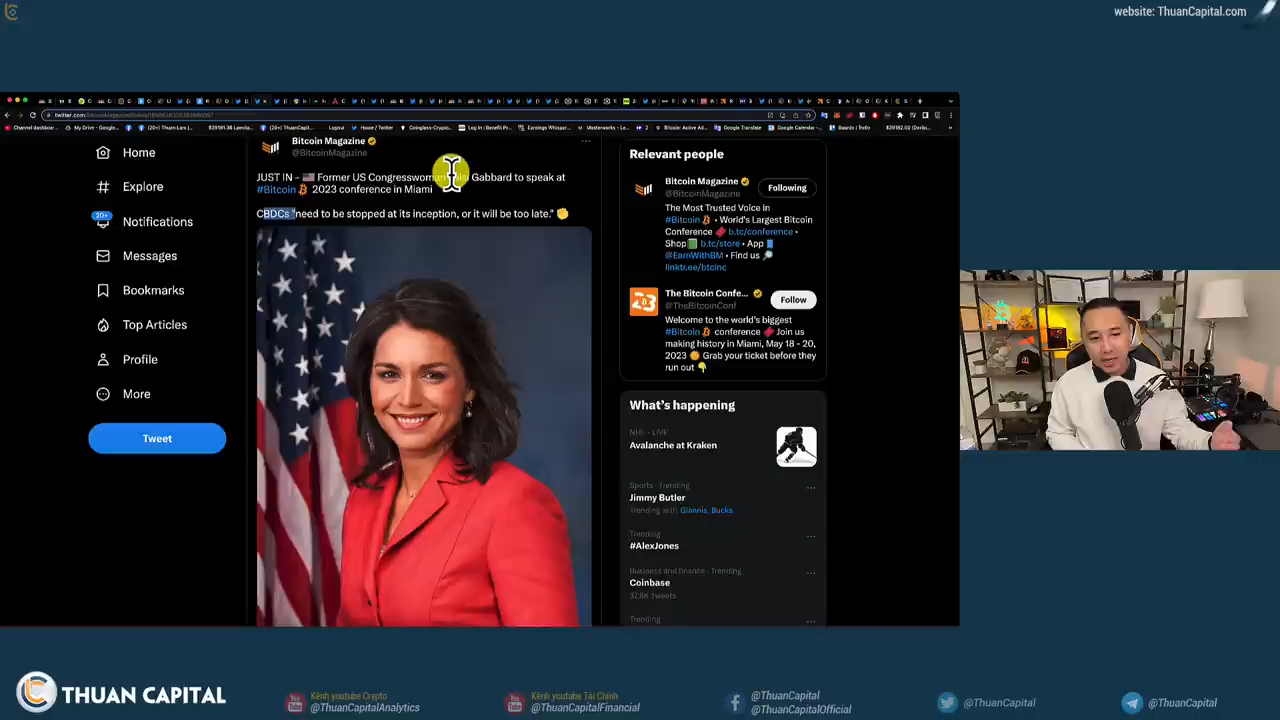 website: ThuanCapital.com
Home
Explore
20+
Notifications
Messages
Bookmarks
Top Articles
Profile
More
Tweet
Bitcoin Magazine
@BitcoinMagazine
JUST IN - Former US Congresswoman Gabbard to speak at
#Bitcoin 2023 conference in Miami
CBDCs "need to be stopped at its inception, or it will be too late."
Relevant people
Bitcoin Magazine
@BitcoinMagazine
Following
The Most Trusted Voice In
#Bitcoin • World's Largest Bitcoin
Conference b.tc/conference •
Shop b.tc/store • App
@EarnWithBM • Find us
linktr.ee/btcinc
The Bitcoin Confe...
@TheBitcoinConf
Follow
Welcome to the world's biggest
#Bitcoin conference Join us
making history in Miami, May 18 - 20,
2023 Grab your ticket before they
run out
What's happening
NHL · LIVE
Avalanche at Kraken
Sports · Trending
Jimmy Butler
Trending with Giannis, Bucks
Trending
#AlexJones
Business and finance · Trending
Coinbase
37.8K Tweets
Trending
THUAN CAPITAL
Kênh youtube Crypto
@ThuanCapitalAnalytics
Kênh youtube Tài Chính
@ThuanCapitalFinancial
@ThuanCapital
@ThuanCapitalOfficial
@ThuanCapital
@ThuanCapital